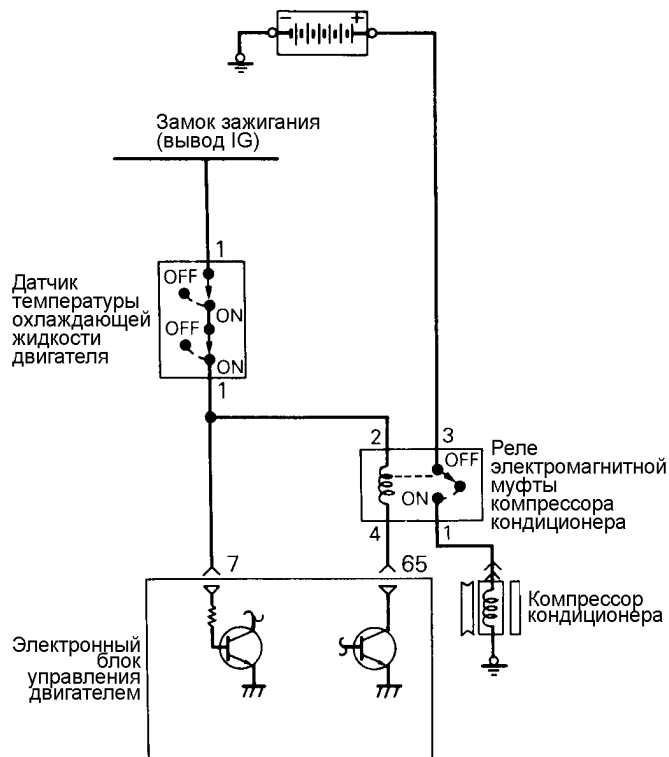 − +
Замок зажигания
(вывод IG)
1
OFF
ON
OFF
ON
1
Датчик
температуры
охлаждающей
жидкости
двигателя
2 3
OFF
ON
4 1
Реле
электромагнитной
муфты
компрессора
кондиционера
7 65
Компрессор
кондиционера
Электронный
блок
управления
двигателем